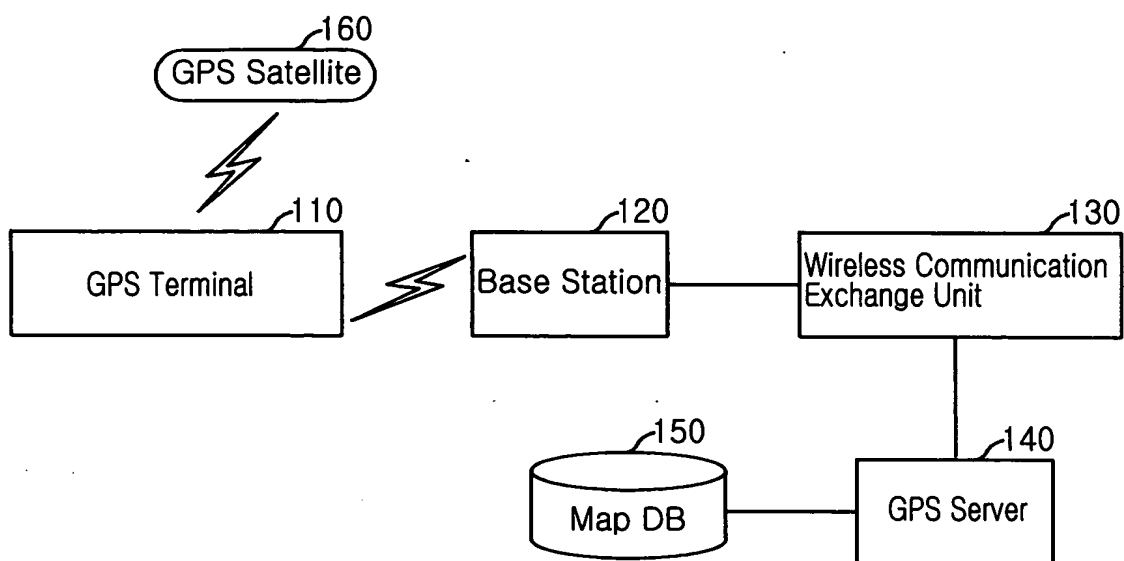 160
GPS Satellite
110
GPS Terminal
120
Base Station
130
Wireless Communication
Exchange Unit
150
Map DB
140
GPS Server